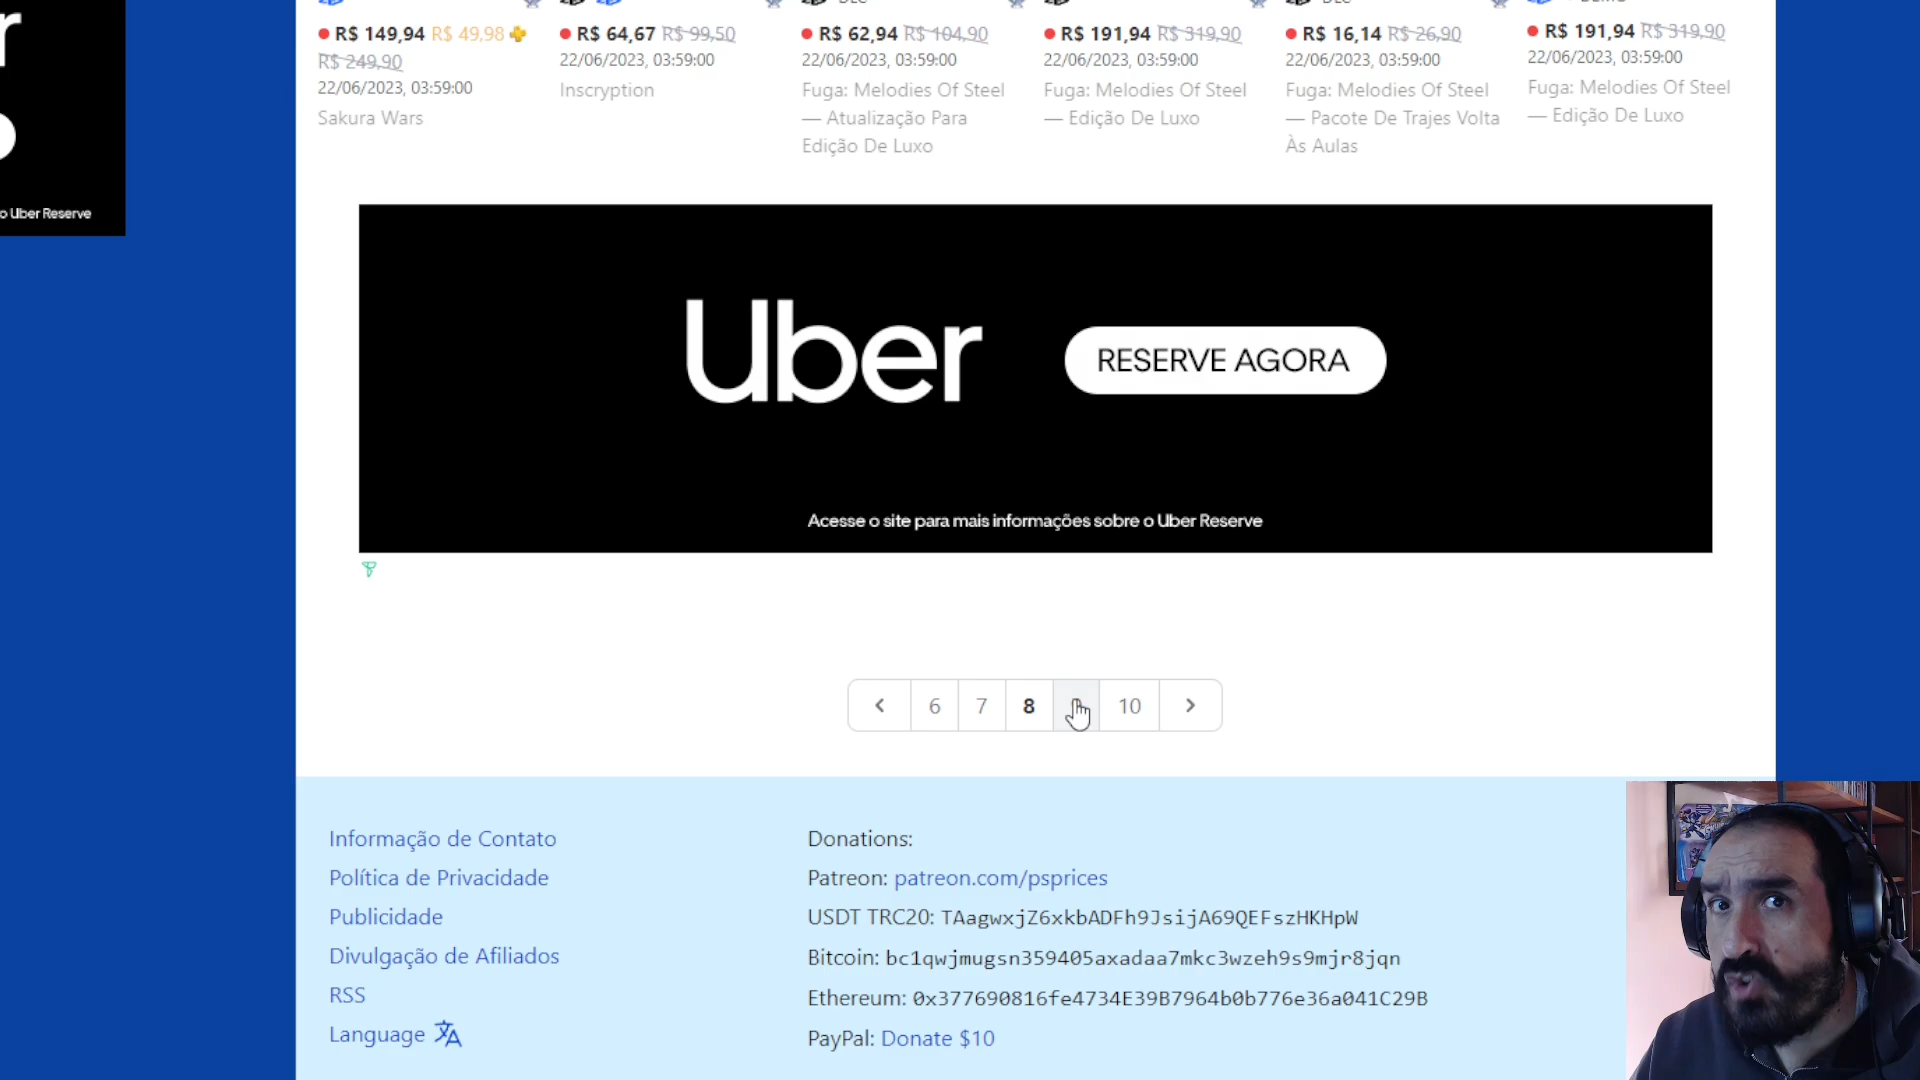 R$ 149,94 R$ 49,98
R$ 249,90
22/06/2023, 03:59:00
Sakura Wars
R$ 64,67 R$ 99,50
22/06/2023, 03:59:00
Inscryption
R$ 62,94 R$ 104,90
22/06/2023, 03:59:00
Fuga: Melodies Of Steel
— Atualização Para
Edição De Luxo
R$ 191,94 R$ 319,90
22/06/2023, 03:59:00
Fuga: Melodies Of Steel
— Edição De Luxo
R$ 16,14 R$ 26,90
22/06/2023, 03:59:00
Fuga: Melodies Of Steel
— Pacote De Trajes Volta
Às Aulas
R$ 191,94 R$ 319,90
22/06/2023, 03:59:00
Fuga: Melodies Of Steel
— Edição De Luxo
o Uber Reserve
Uber
RESERVE AGORA
Acesse o site para mais informações sobre o Uber Reserve
6 7 8 10
Informação de Contato
Política de Privacidade
Publicidade
Divulgação de Afiliados
RSS
Language
Donations:
Patreon: patreon.com/psprices
USDT TRC20: TAagwxjZ6xkbADFh9JsijA69QEFszHKHpW
Bitcoin: bc1qwjmugsn359405axadaa7mkc3wzeh9s9mjr8jqn
Ethereum: 0x377690816fe4734E39B7964b0b776e36a041C29B
PayPal: Donate $10